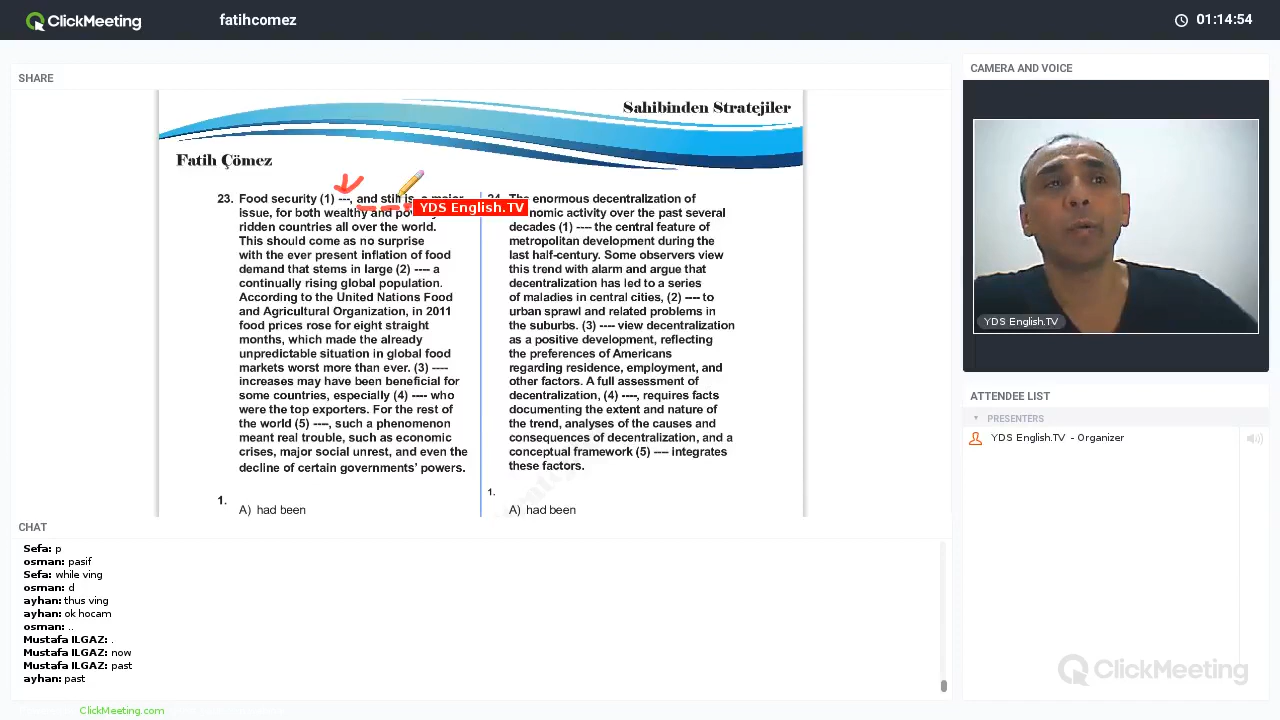 ClickMeeting
fatihcomez
01:14:54
SHARE
Sahibinden Stratejiler
Fatih Çömez
23. Food security (1) ---, and still is, a major
issue, for both wealthy and
ridden countries all over the world.
This should come as no surprise
with the ever present inflation of food
demand that stems in large (2) ---- a
continually rising global population.
According to the United Nations Food
and Agricultural Organization, in 2011
food prices rose for eight straight
months, which made the already
unpredictable situation in global food
markets worst more than ever. (3) ----
increases may have been beneficial for
some countries, especially (4) ---- who
were the top exporters. For the rest of
the world (5) ----, such a phenomenon
meant real trouble, such as economic
crises, major social unrest, and even the
decline of certain governments' powers.
1.
A) had been
24. The enormous decentralization of
economic activity over the past several
decades (1) ---- the central feature of
metropolitan development during the
last half-century. Some observers view
this trend with alarm and argue that
decentralization has led to a series
of maladies in central cities, (2) ---- to
urban sprawl and related problems in
the suburbs. (3) ---- view decentralization
as a positive development, reflecting
the preferences of Americans
regarding residence, employment, and
other factors. A full assessment of
decentralization, (4) ----, requires facts
documenting the extent and nature of
the trend, analyses of the causes and
consequences of decentralization, and a
conceptual framework (5) ---- integrates
these factors.
1.
A) had been
YDS English.TV
CHAT
Sefa: p
osman: pasif
Sefa: while ving
osman: d
ayhan: thus ving
ayhan: ok hocam
osman: ..
Mustafa ILGAZ: .
Mustafa ILGAZ: now
Mustafa ILGAZ: past
ayhan: past
ClickMeeting.com
CAMERA AND VOICE
YDS English.TV
ATTENDEE LIST
PRESENTERS
YDS English.TV - Organizer
ClickMeeting